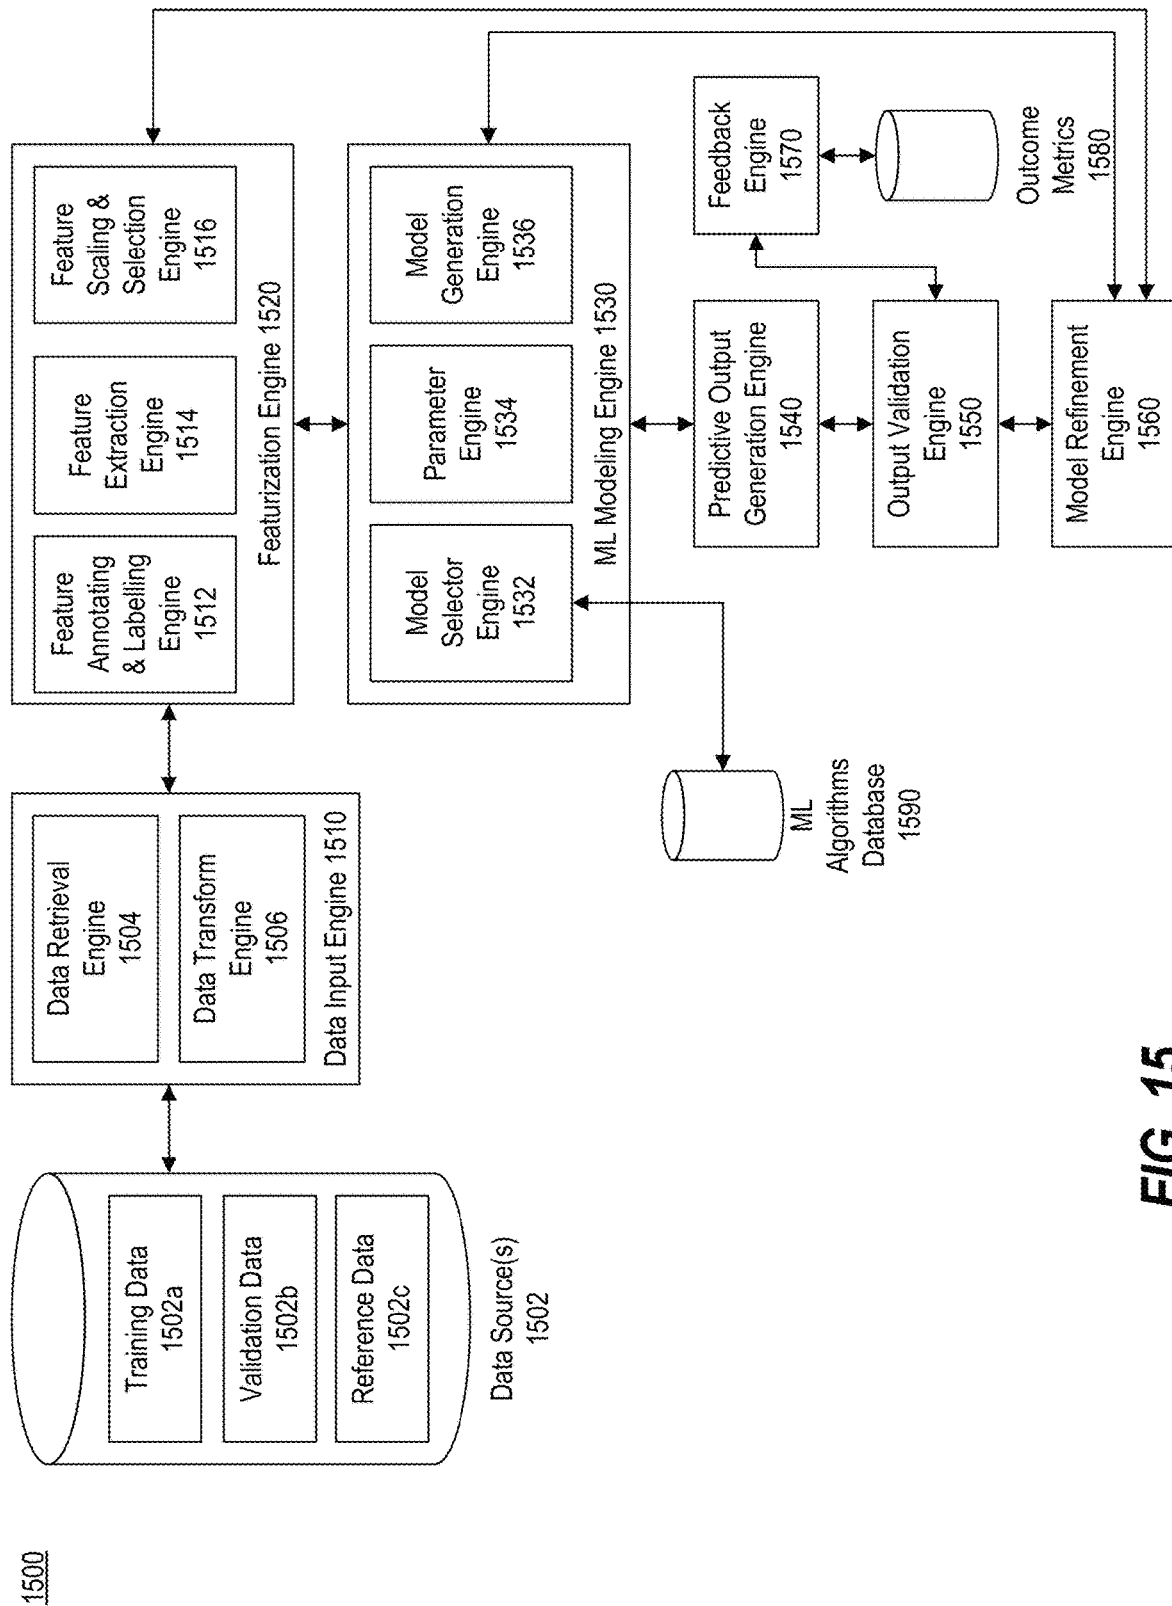 1500
Training Data
1502a
Validation Data
1502b
Reference Data
1502c
Data Source(s)
1502
Data Retrieval
Engine
1504
Data Transform
Engine
1506
Data Input Engine 1510
Feature
Annotating
& Labelling
Engine
1512
Feature
Extraction
Engine
1514
Feature
Scaling &
Selection
Engine
1516
Featurization Engine 1520
Model
Selector
Engine
1532
Parameter
Engine
1534
Model
Generation
Engine
1536
ML Modeling Engine 1530
ML
Algorithms
Database
1590
Predictive Output
Generation Engine
1540
Feedback
Engine
1570
Output Validation
Engine
1550
Outcome
Metrics
1580
Model Refinement
Engine
1560
FIG. 15